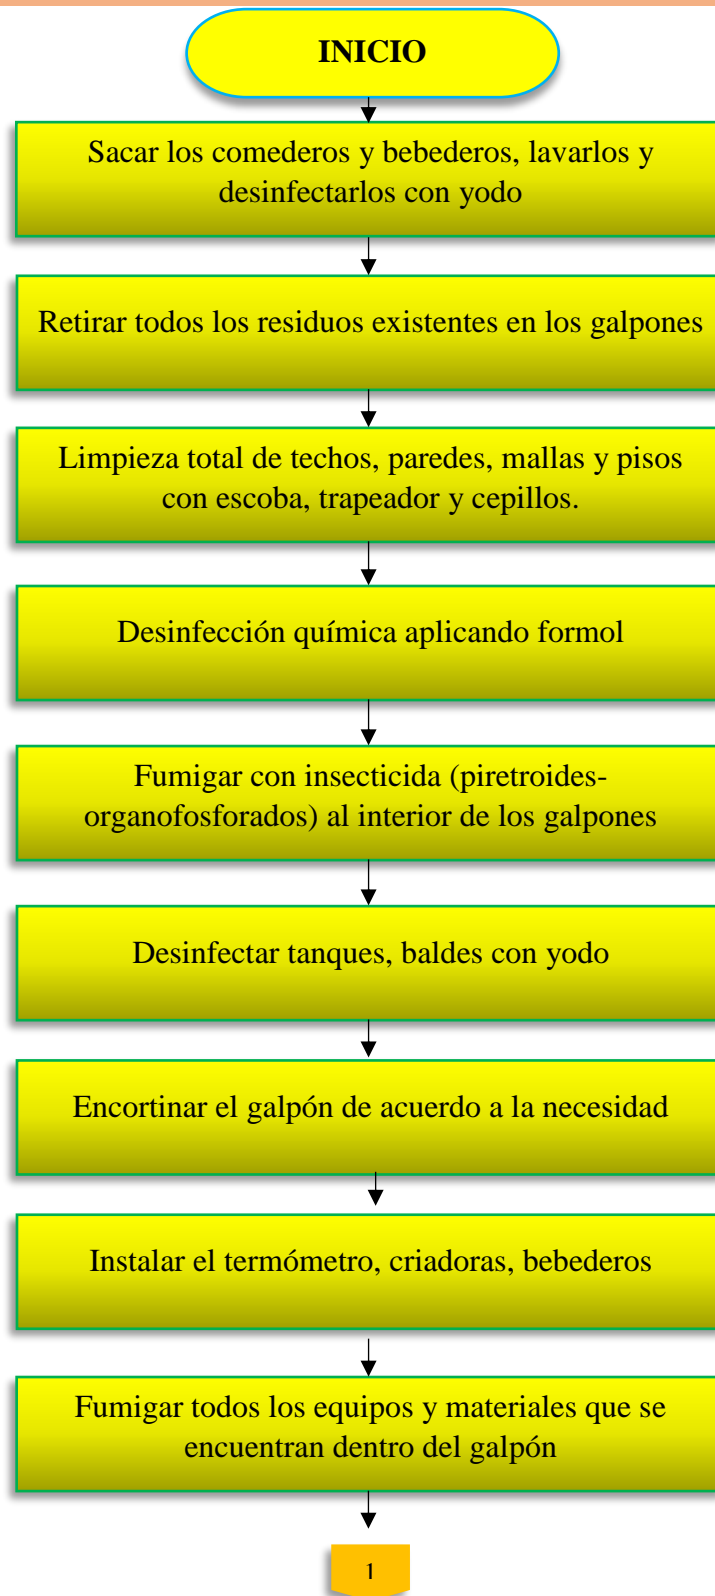 INICIO
Sacar los comederos y bebederos, lavarlos y
desinfectarlos con yodo
Retirar todos los residuos existentes en los galpones
Limpieza total de techos, paredes, mallas y pisos
con escoba, trapeador y cepillos.
Desinfección química aplicando formol
Fumigar con insecticida (piretroides-
organofosforados) al interior de los galpones
Desinfectar tanques, baldes con yodo
Encortinar el galpón de acuerdo a la necesidad
Instalar el termómetro, criadoras, bebederos
Fumigar todos los equipos y materiales que se
encuentran dentro del galpón
1